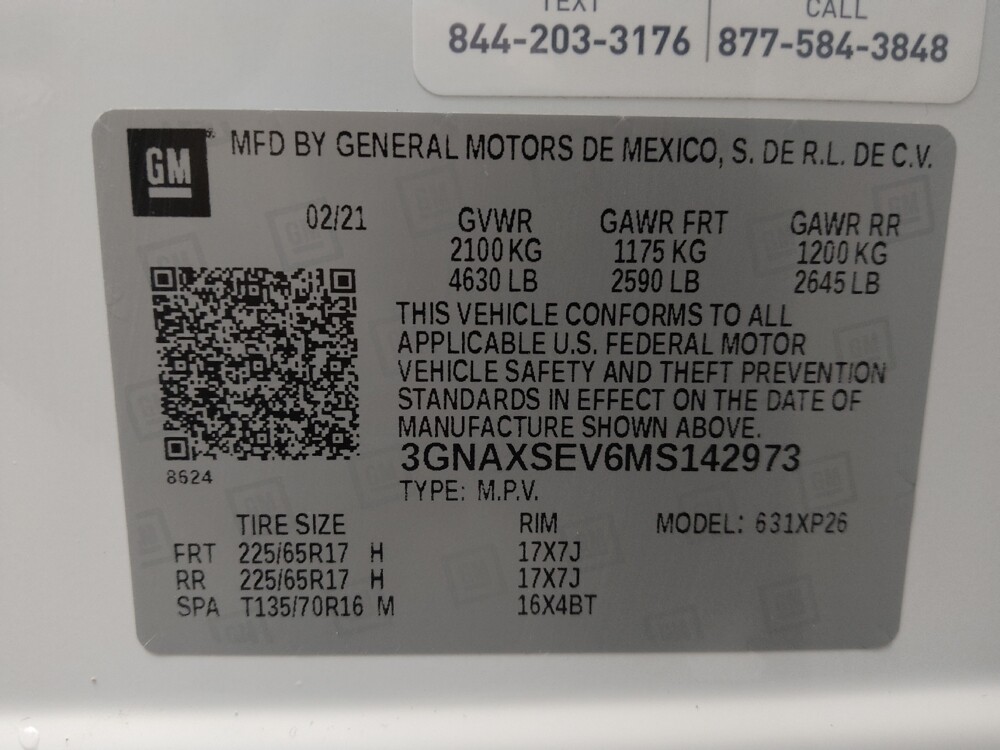 TEXT CALL
844-203-3176 877-584-3848
GM MFD BY GENERAL MOTORS DE MEXICO, S. DE R.L. DE C.V.
02/21 GVWR GAWR FRT GAWR RR
2100 KG 1175 KG 1200 KG
4630 LB 2590 LB 2645 LB
THIS VEHICLE CONFORMS TO ALL
APPLICABLE U.S. FEDERAL MOTOR
VEHICLE SAFETY AND THEFT PREVENTION
STANDARDS IN EFFECT ON THE DATE OF
MANUFACTURE SHOWN ABOVE.
3GNAXSEV6MS142973
8624
TYPE: M.P.V.
TIRE SIZE RIM MODEL: 631XP26
FRT 225/65R17 H 17X7J
RR 225/65R17 H 17X7J
SPA T135/70R16 M 16X4BT